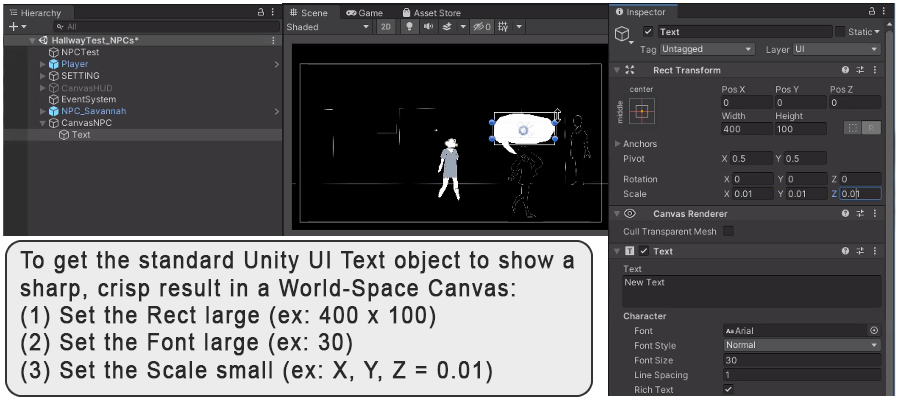 Hierarchy
All
HallwayTest_NPCs*
NPCTest
Player
SETTING
CanvasHUD
EventSystem
NPC_Savannah
CanvasNPC
Text
Scene Game Asset Store
Shaded 2D 0
Inspector
Text Static
Tag Untagged Layer UI
Rect Transform
center Pos X Pos Y Pos Z
middle 0 0 0
Width Height
400 100 R
Anchors
Pivot X 0.5 Y 0.5
Rotation X 0 Y 0 Z 0
Scale X 0.01 Y 0.01 Z 0.01
Canvas Renderer
Cull Transparent Mesh
T Text
Text
New Text
Character
Font Aa Arial
Font Style Normal
Font Size 30
Line Spacing 1
Rich Text
To get the standard Unity UI Text object to show a
sharp, crisp result in a World-Space Canvas:
(1) Set the Rect large (ex: 400 x 100)
(2) Set the Font large (ex: 30)
(3) Set the Scale small (ex: X, Y, Z = 0.01)